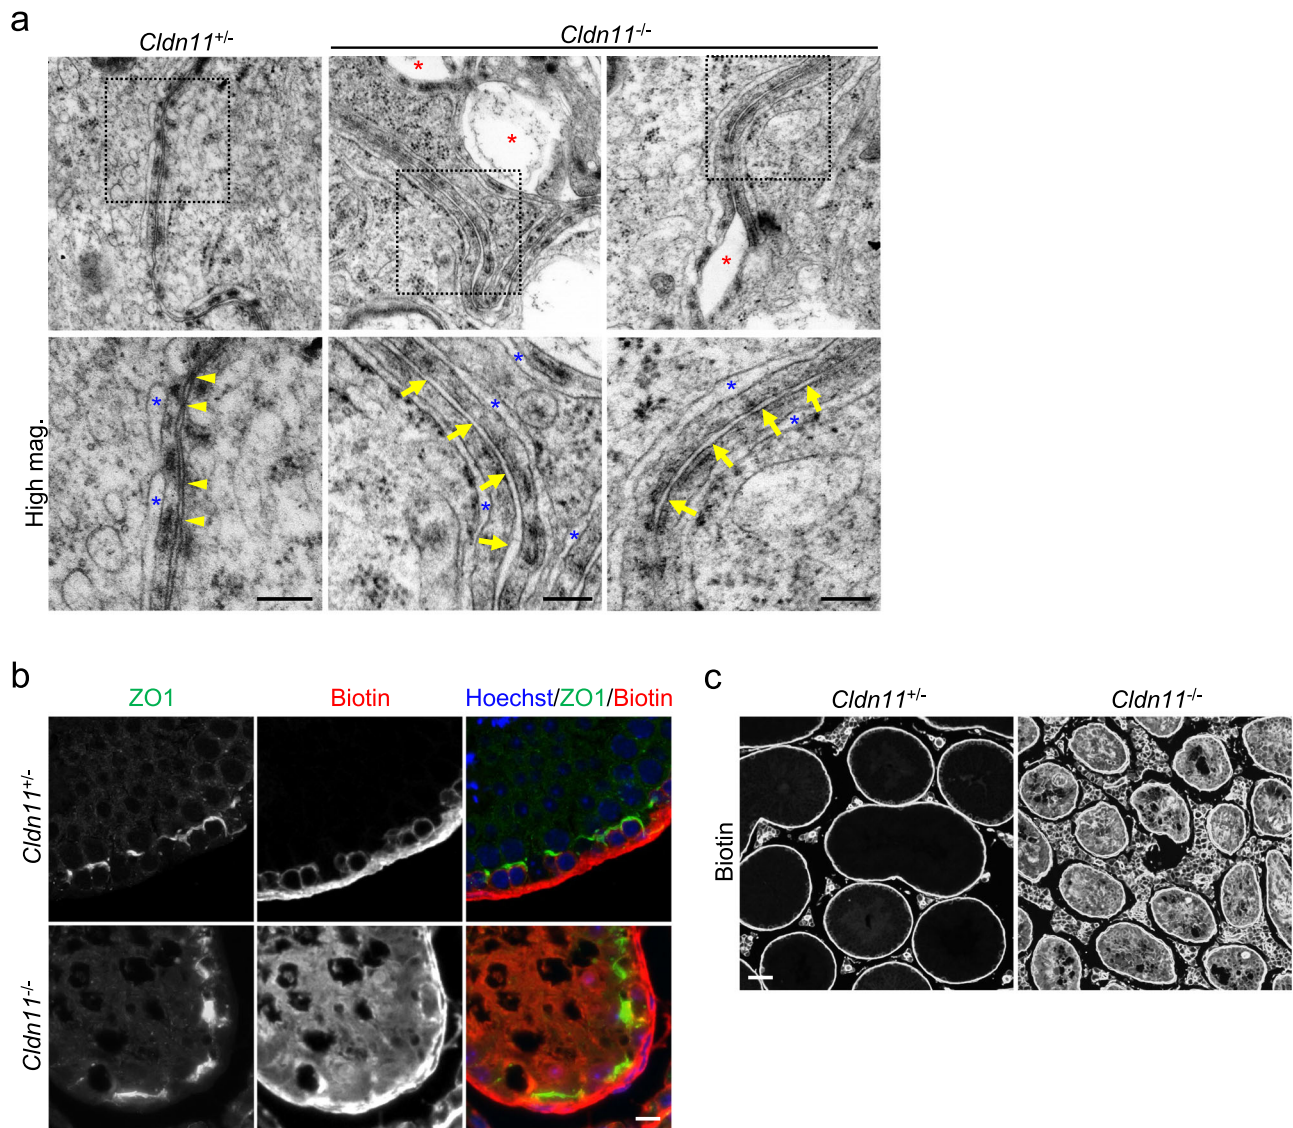 a
Cldn11+/-
Cldn11-/-
*
*
*
High mag.
*
*
*
*
*
*
*
*
b
ZO1
Biotin
Hoechst/ZO1/Biotin
Cldn11+/-
Cldn11-/-
c
Cldn11+/-
Cldn11-/-
Biotin